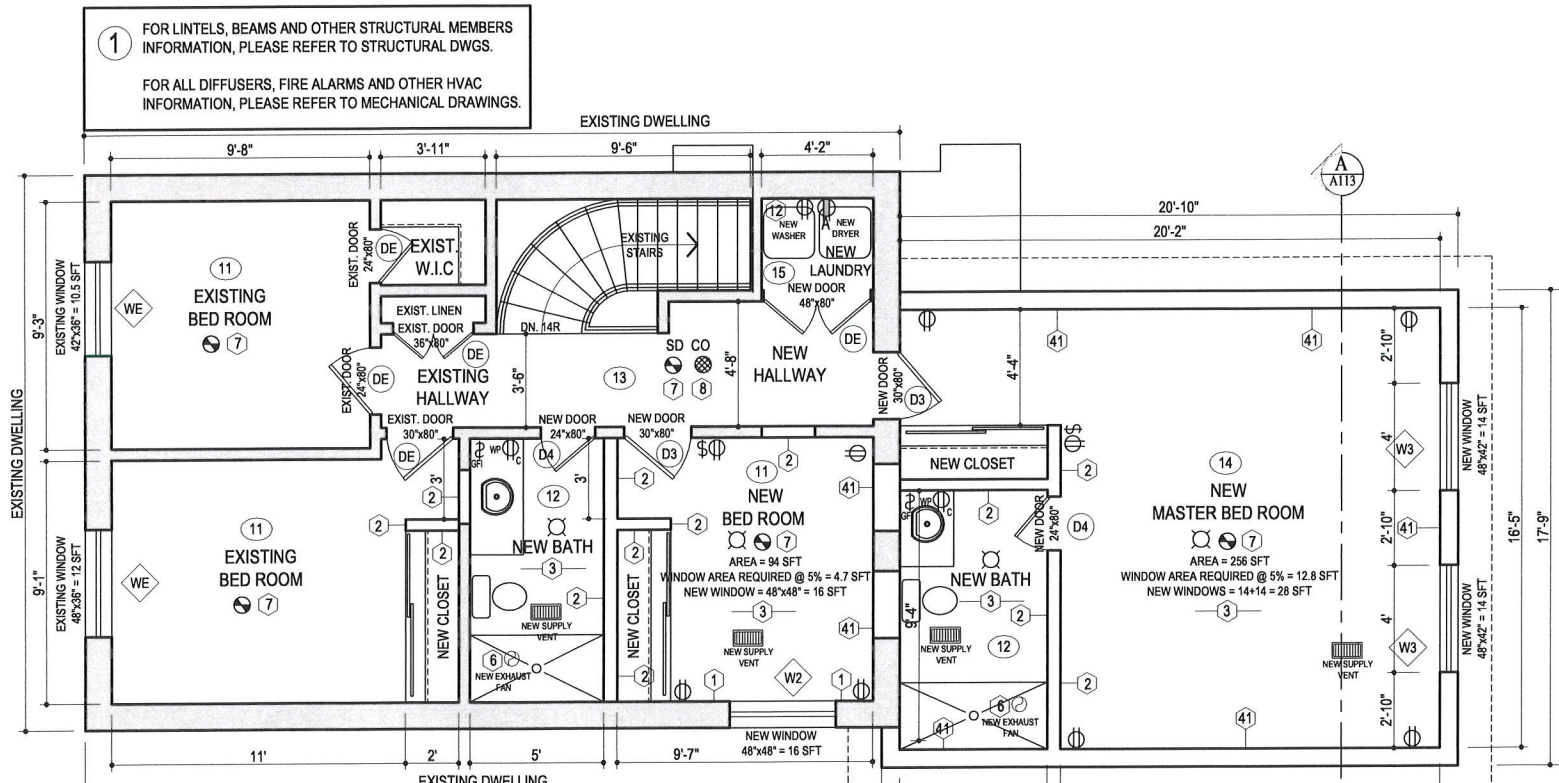 1
FOR LINTELS, BEAMS AND OTHER STRUCTURAL MEMBERS
INFORMATION, PLEASE REFER TO STRUCTURAL DWGS.
FOR ALL DIFFUSERS, FIRE ALARMS AND OTHER HVAC
INFORMATION, PLEASE REFER TO MECHANICAL DRAWINGS.
EXISTING DWELLING
9'-8"
3'-11"
9'-6"
4'-2"
A
A113
20'-10"
20'-2"
EXISTING DWELLING
9'-3"
9'-1"
EXISTING WINDOW
42"x36" = 10.5 SFT
WE
11
EXISTING
BED ROOM
7
EXIST. DOOR
24"x80"
DE
EXIST.
W.I.C
EXIST. LINEN
EXIST. DOOR
36"x80"
DE
EXISTING
STAIRS
DN. 14R
12
NEW
WASHER
NEW
DRYER
NEW
LAUNDRY
15
NEW DOOR
48"x80"
DE
EXIST. DOOR
24"x80"
DE
EXISTING
HALLWAY
3'-6"
13
SD CO
7
8
4'-8"
NEW
HALLWAY
NEW DOOR
30"x80"
D3
4'-4"
41
41
2'-10"
4'
2'-10"
4'
2'-10"
16'-5"
17'-9"
EXIST. DOOR
30"x80"
DE
NEW DOOR
24"x80"
D4
NEW DOOR
30"x80"
D3
3'
3'
EXISTING WINDOW
48"x36" = 12 SFT
WE
11
EXISTING
BED ROOM
7
2
2
2
NEW CLOSET
GFI
WP
C
12
NEW BATH
3
2
NEW SUPPLY
VENT
6
NEW EXHAUST
FAN
2
2
2
2
NEW CLOSET
$
2
11
NEW
BED ROOM
7
AREA = 94 SFT
WINDOW AREA REQUIRED @ 5% = 4.7 SFT
NEW WINDOW = 48"x48" = 16 SFT
3
NEW SUPPLY
VENT
41
41
1
W2
1
NEW WINDOW
48"x48" = 16 SFT
NEW CLOSET
$
2
2
GFI
WP
C
NEW DOOR
24"x80"
D4
NEW BATH
3
9'-4"
2
NEW SUPPLY
VENT
12
2
6
NEW EXHAUST
FAN
41
14
NEW
MASTER BED ROOM
7
AREA = 256 SFT
WINDOW AREA REQUIRED @ 5% = 12.8 SFT
NEW WINDOWS = 14+14 = 28 SFT
3
NEW SUPPLY
VENT
41
41
W3
W3
NEW WINDOW
48"x42" = 14 SFT
NEW WINDOW
48"x42" = 14 SFT
11'
2'
5'
9'-7"
EXISTING DWELLING